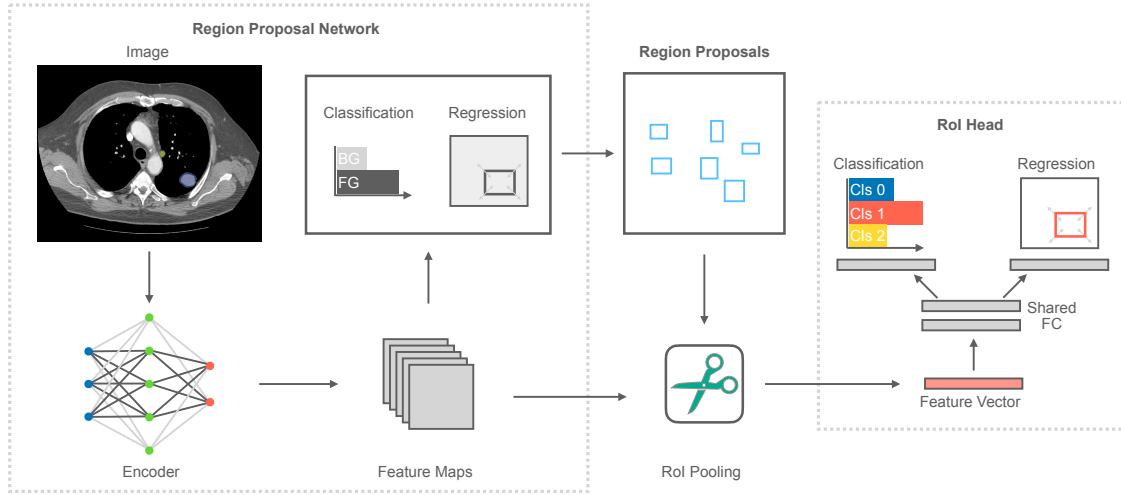 Region Proposal Network
Image
Classification
Regression
BG
FG
Region Proposals
RoI Head
Classification
Regression
Cls 0
Cls 1
Cls 2
Shared
FC
Feature Vector
Encoder
Feature Maps
RoI Pooling